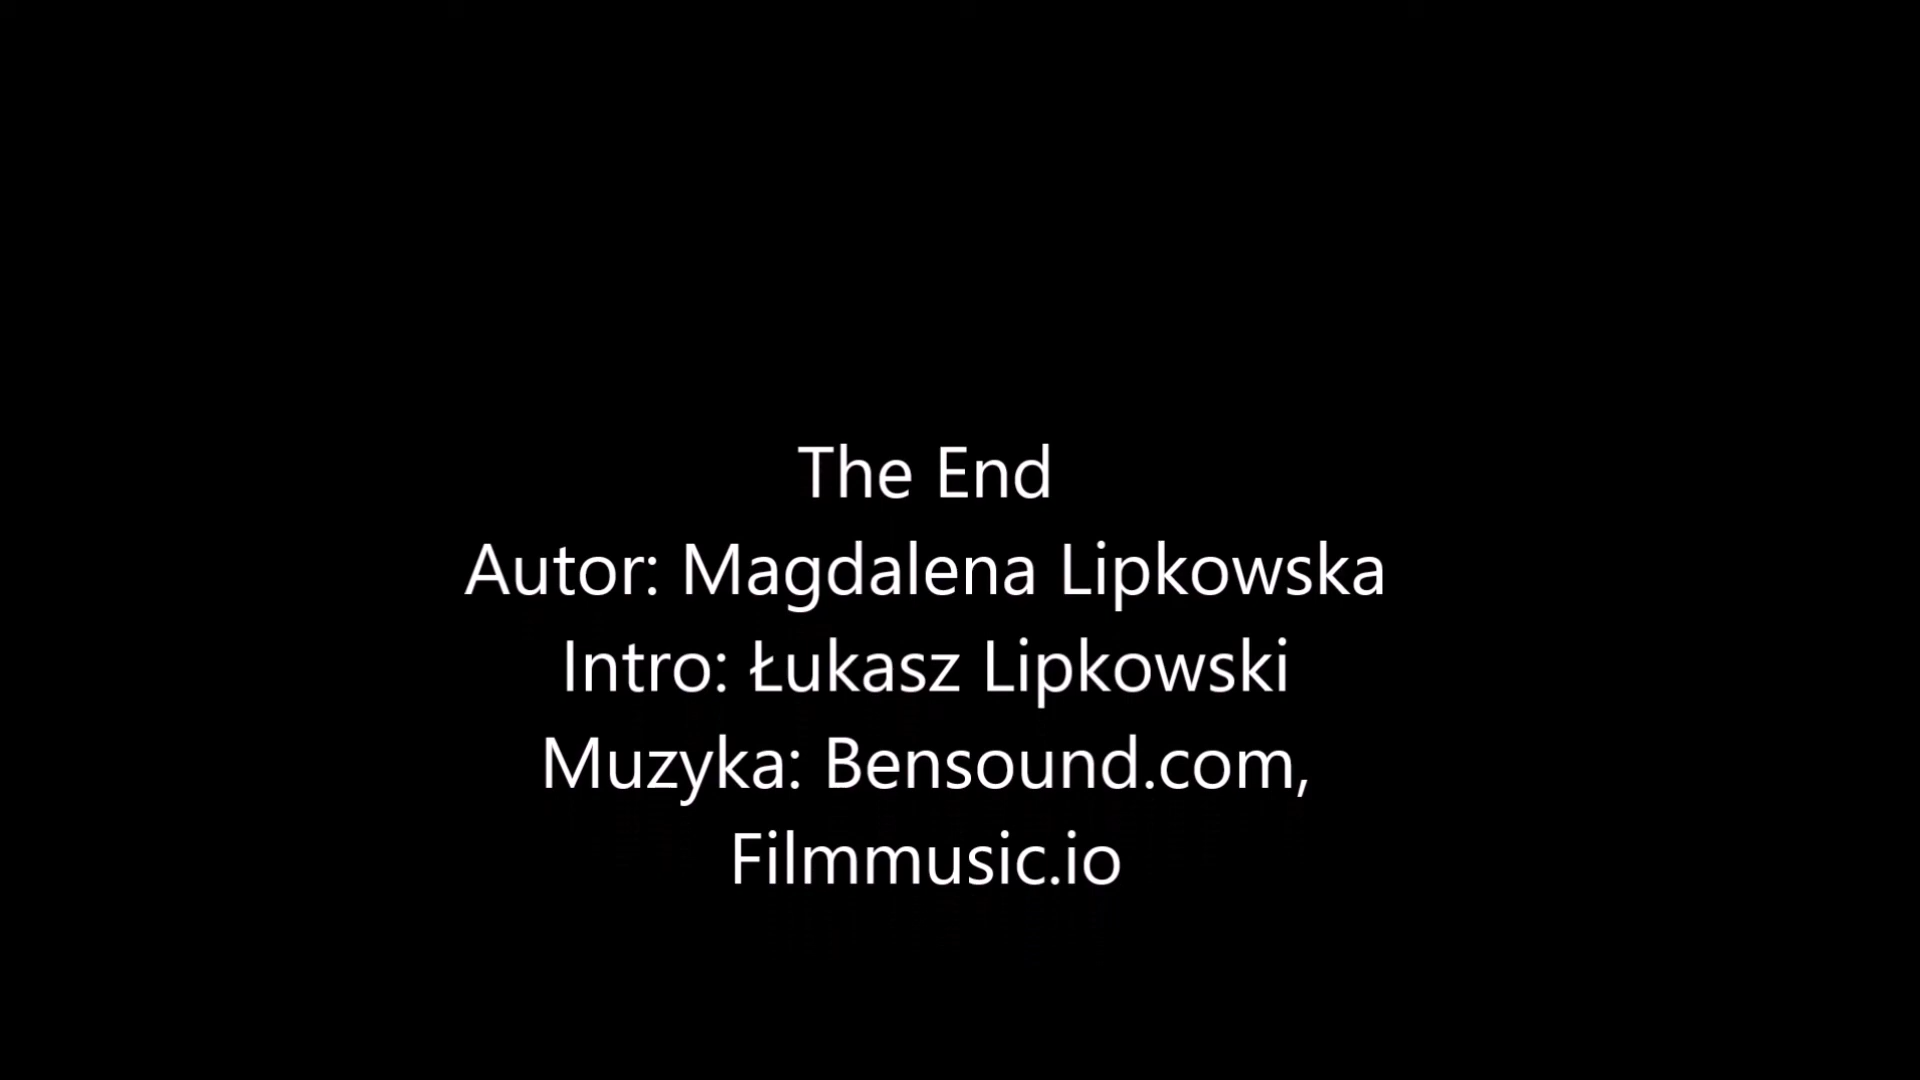 The End
Autor: Magdalena Lipkowska
Intro: Łukasz Lipkowski
Muzyka: Bensound.com,
Filmmusic.io